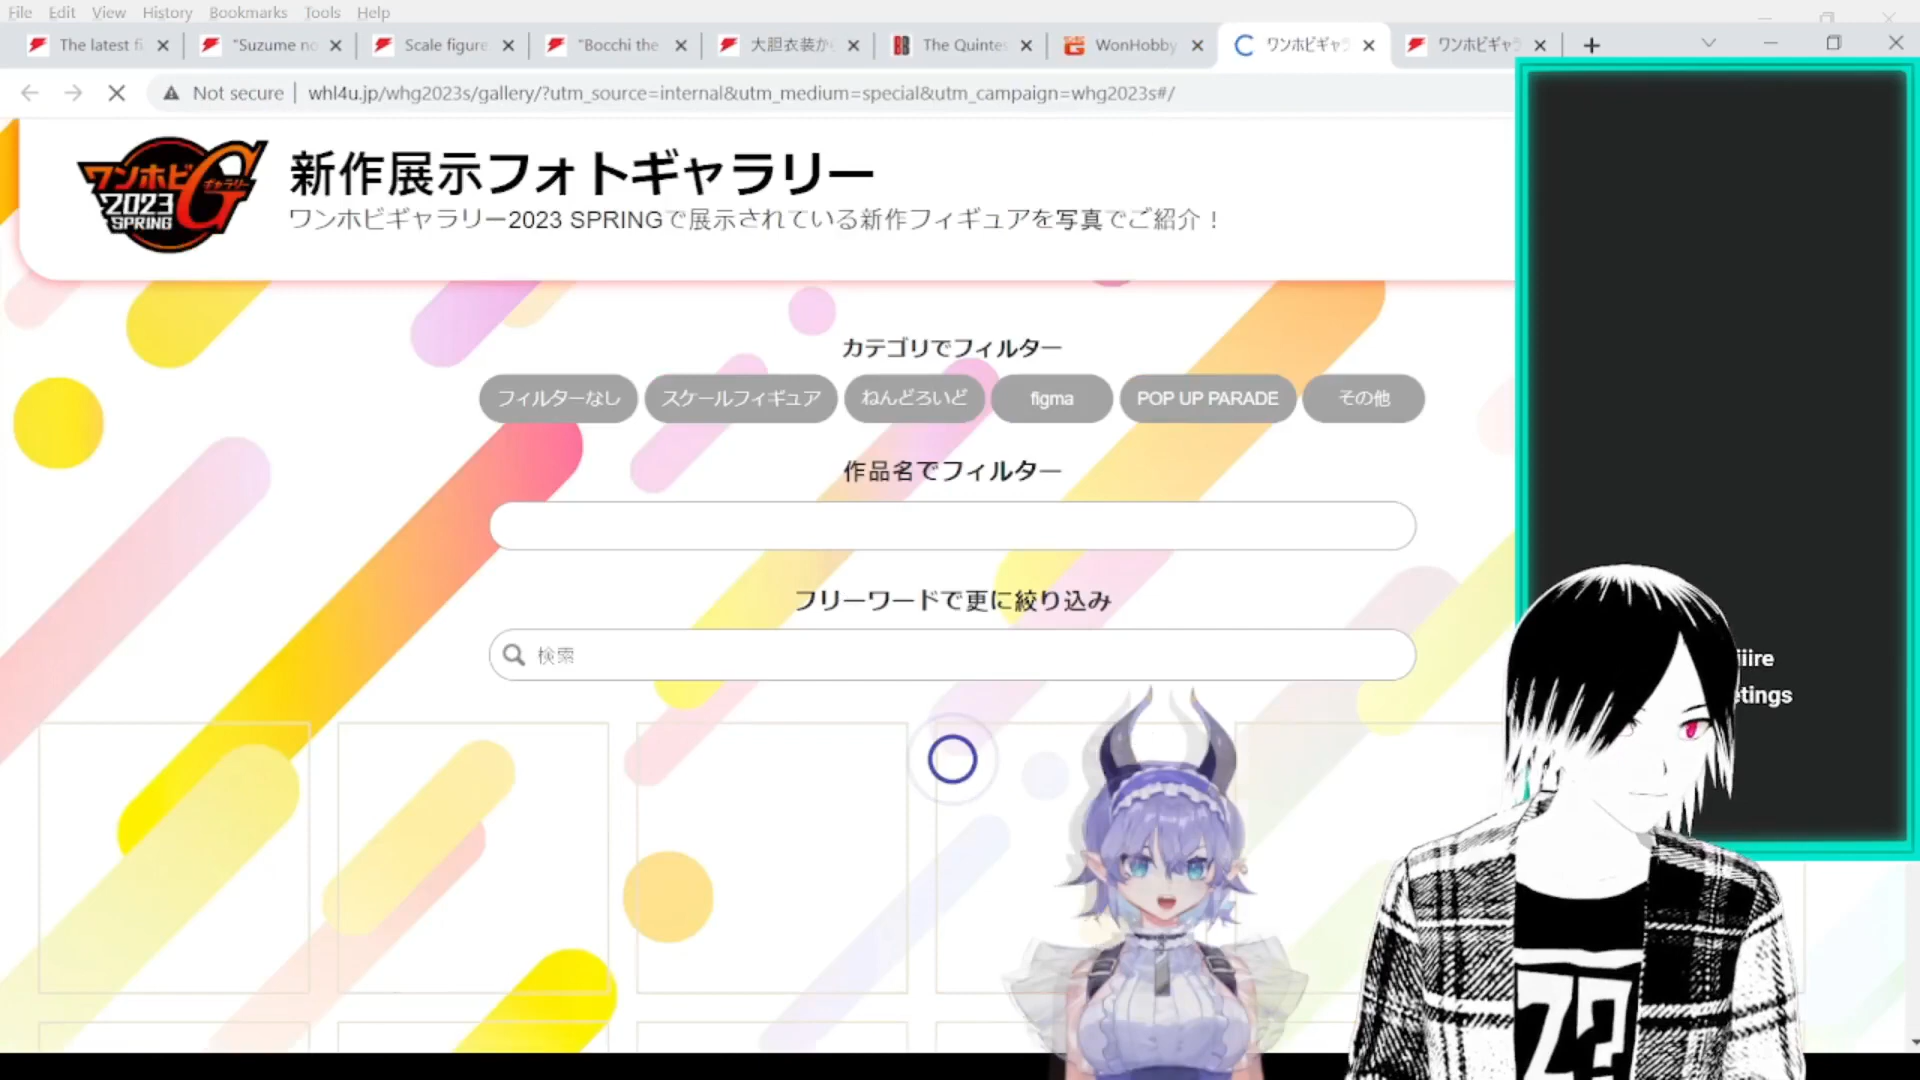 File Edit View History Bookmarks Tools Help
The latest fi
"Suzume no
Scale figure
"Bocchi the
大胆衣装か
The Quintes
WonHobby
ワンホビギャラ
ワンホビギャラ
Not secure
whl4u.jp/whg2023s/gallery/?utm_source=internal&utm_medium=special&utm_campaign=whg2023s#/
ワンホビ
ギャラリー
G
2023
SPRING
新作展示フォトギャラリー
ワンホビギャラリー2023 SPRINGで展示されている新作フィギュアを写真でご紹介！
カテゴリでフィルター
フィルターなし
スケールフィギュア
ねんどろいど
figma
POP UP PARADE
その他
作品名でフィルター
フリーワードで更に絞り込み
検索
iiire
etings